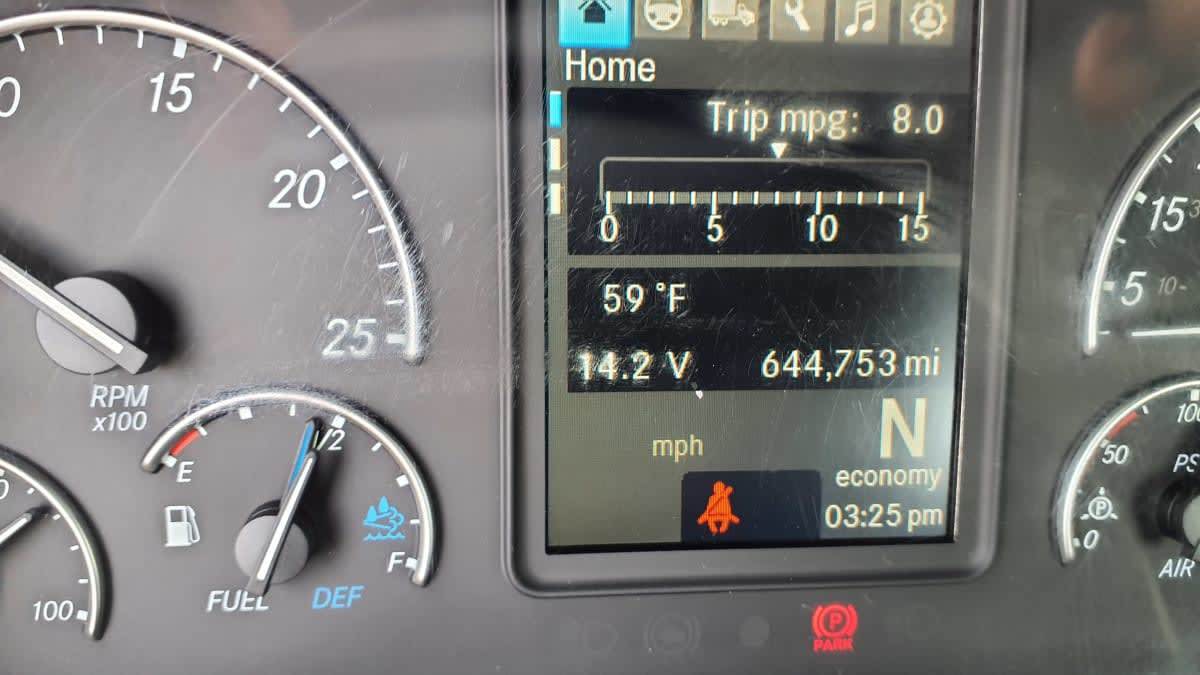 15
20
25
RPM
x100
E
1/2
F
FUEL
DEF
100
Home
Trip mpg: 8.0
0 5 10 15
59 °F
14.2 V 644,753 mi
N
mph
economy
03:25 pm
P
PARK
15
5 10
100
50
P
0
AIR